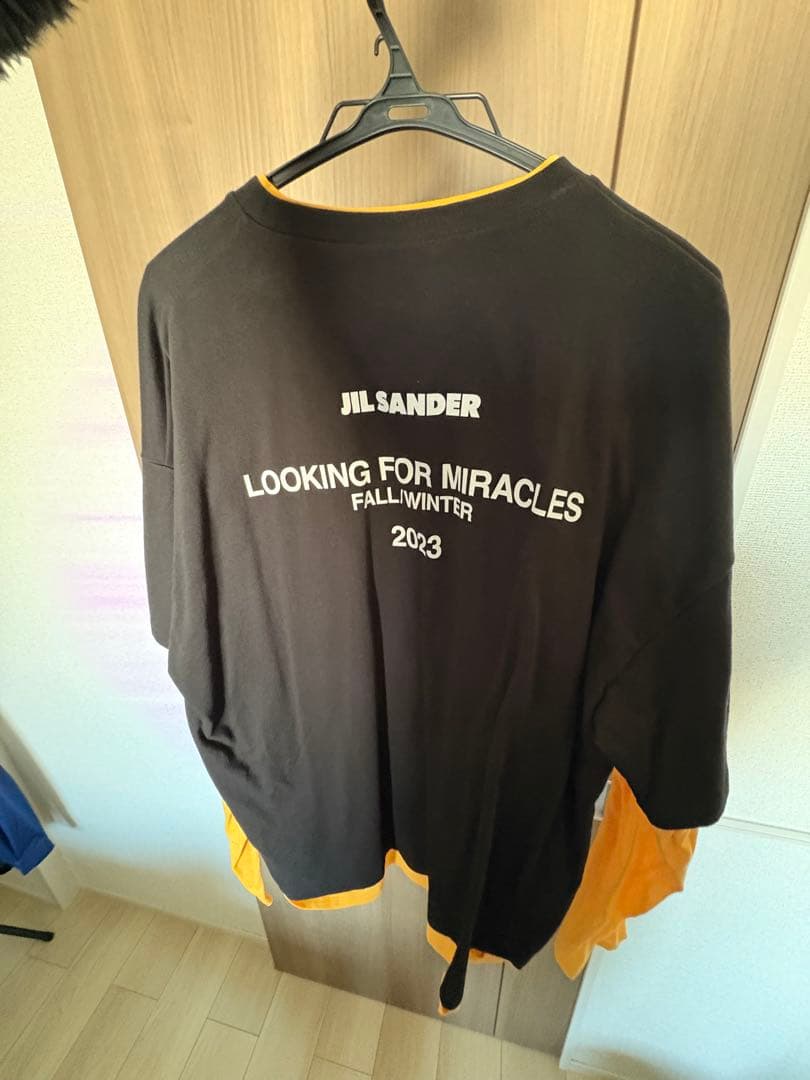 JIL SANDER
LOOKING FOR MIRACLES
FALL/WINTER
2023